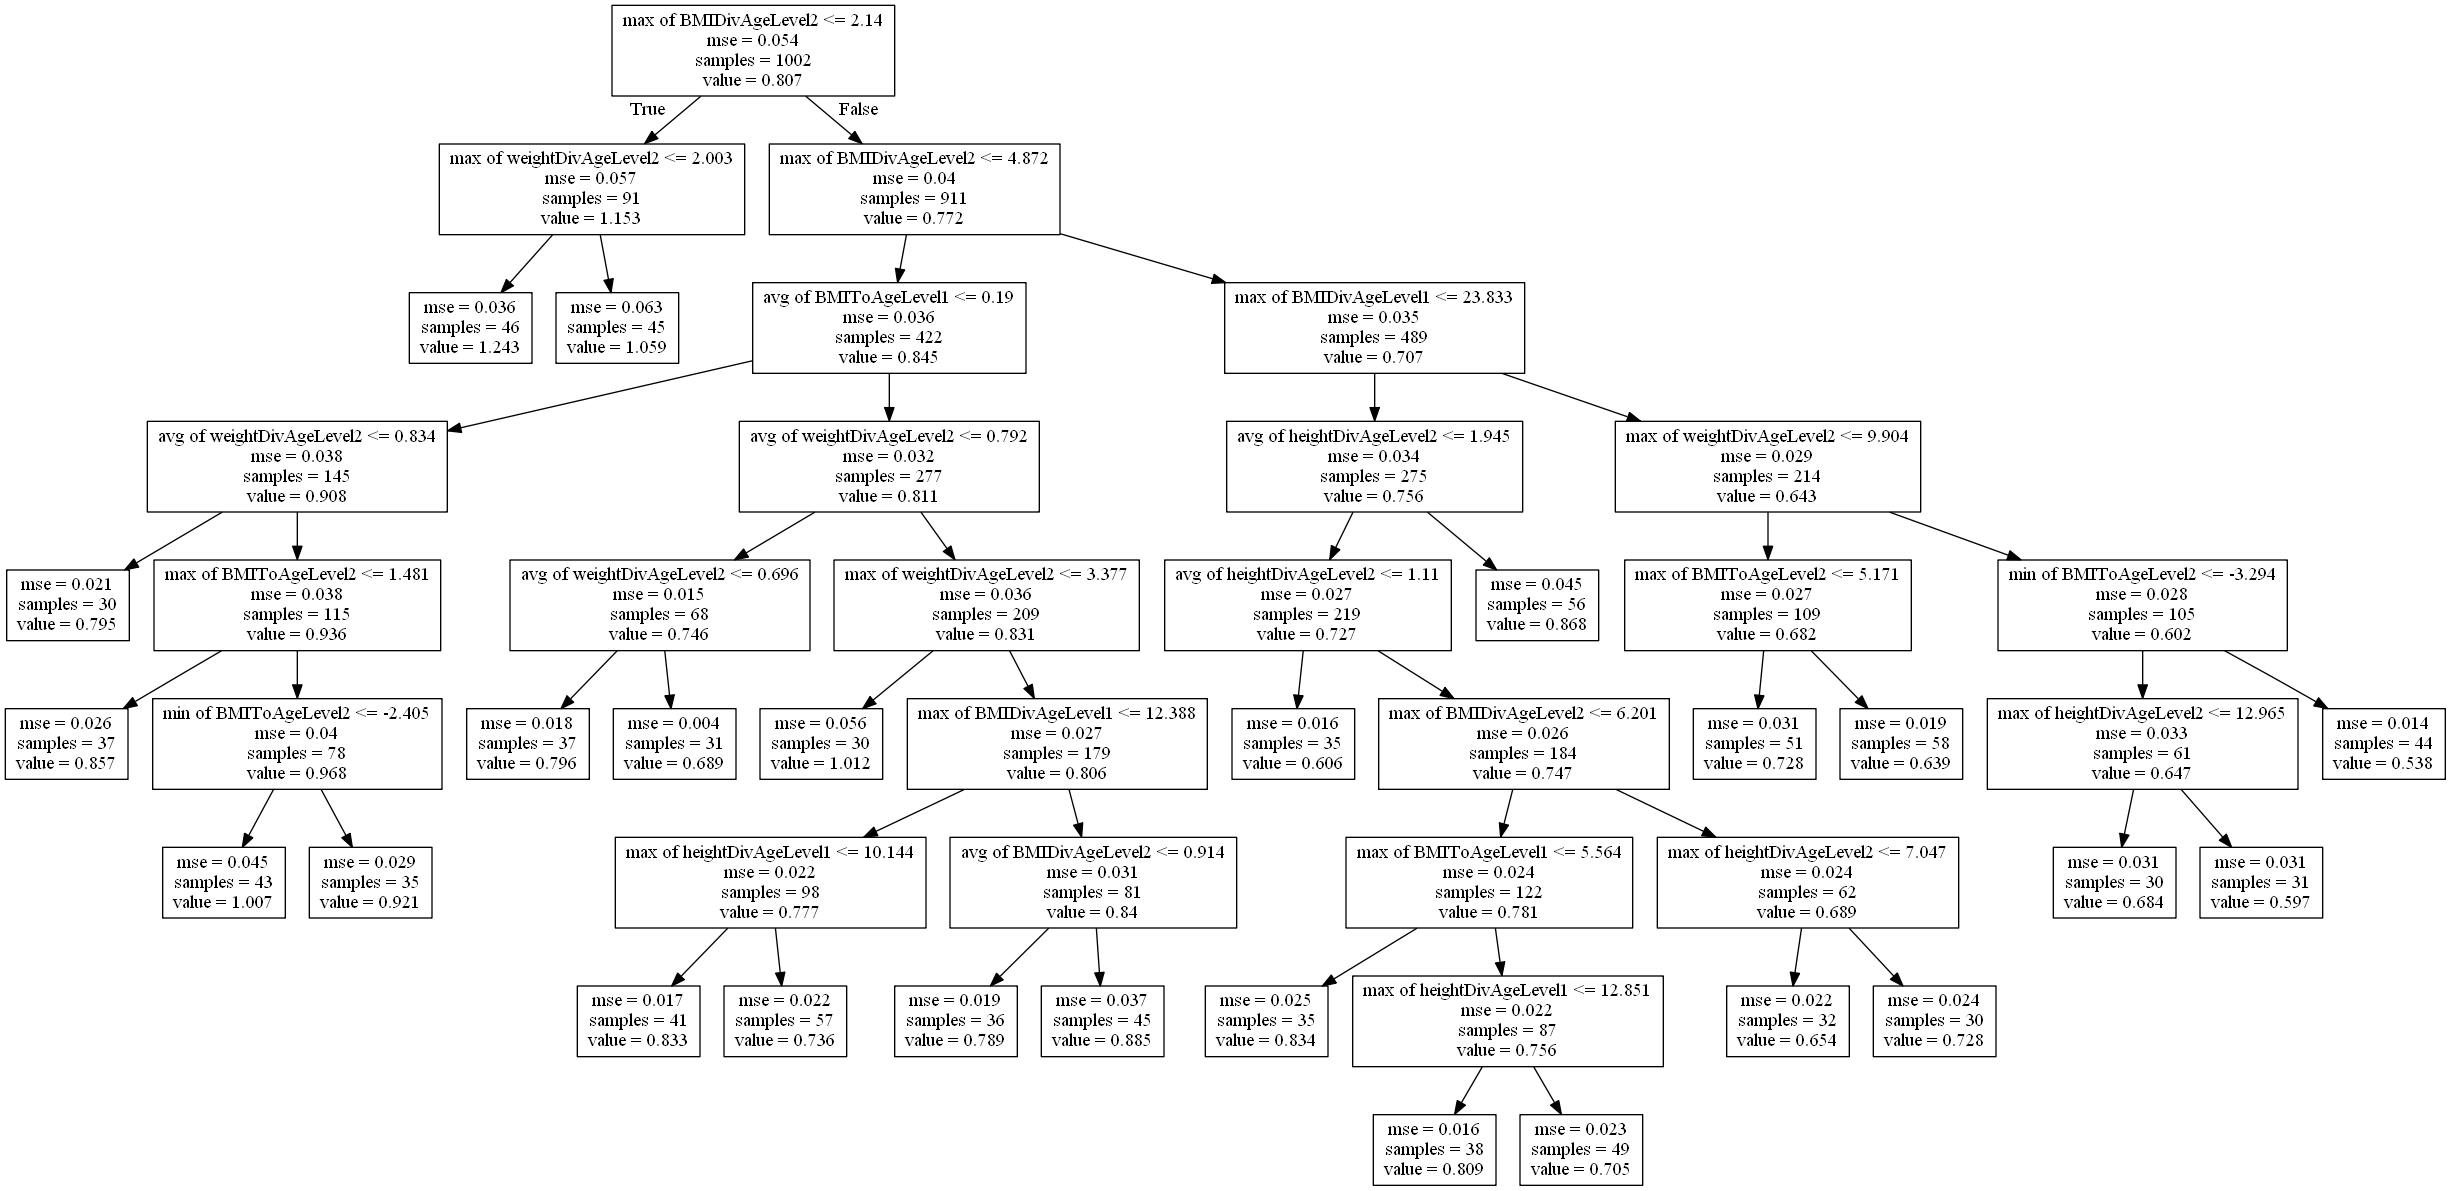 max of BMIDivAgeLevel2 <= 2.14
mse = 0.054
samples = 1002
value = 0.807
True
False
max of weightDivAgeLevel2 <= 2.003
mse = 0.057
samples = 91
value = 1.153
max of BMIDivAgeLevel2 <= 4.872
mse = 0.04
samples = 911
value = 0.772
mse = 0.036
samples = 46
value = 1.243
mse = 0.063
samples = 45
value = 1.059
avg of BMIToAgeLevel1 <= 0.19
mse = 0.036
samples = 422
value = 0.845
max of BMIDivAgeLevel1 <= 23.833
mse = 0.035
samples = 489
value = 0.707
avg of weightDivAgeLevel2 <= 0.834
mse = 0.038
samples = 145
value = 0.908
avg of weightDivAgeLevel2 <= 0.792
mse = 0.032
samples = 277
value = 0.811
avg of heightDivAgeLevel2 <= 1.945
mse = 0.034
samples = 275
value = 0.756
max of weightDivAgeLevel2 <= 9.904
mse = 0.029
samples = 214
value = 0.643
mse = 0.021
samples = 30
value = 0.795
max of BMIToAgeLevel2 <= 1.481
mse = 0.038
samples = 115
value = 0.936
avg of weightDivAgeLevel2 <= 0.696
mse = 0.015
samples = 68
value = 0.746
max of weightDivAgeLevel2 <= 3.377
mse = 0.036
samples = 209
value = 0.831
avg of heightDivAgeLevel2 <= 1.11
mse = 0.027
samples = 219
value = 0.727
mse = 0.045
samples = 56
value = 0.868
max of BMIToAgeLevel2 <= 5.171
mse = 0.027
samples = 109
value = 0.682
min of BMIToAgeLevel2 <= -3.294
mse = 0.028
samples = 105
value = 0.602
mse = 0.026
samples = 37
value = 0.857
min of BMIToAgeLevel2 <= -2.405
mse = 0.04
samples = 78
value = 0.968
mse = 0.018
samples = 37
value = 0.796
mse = 0.004
samples = 31
value = 0.689
mse = 0.056
samples = 30
value = 1.012
max of BMIDivAgeLevel1 <= 12.388
mse = 0.027
samples = 179
value = 0.806
mse = 0.016
samples = 35
value = 0.606
max of BMIDivAgeLevel2 <= 6.201
mse = 0.026
samples = 184
value = 0.747
mse = 0.031
samples = 51
value = 0.728
mse = 0.019
samples = 58
value = 0.639
max of heightDivAgeLevel2 <= 12.965
mse = 0.033
samples = 61
value = 0.647
mse = 0.014
samples = 44
value = 0.538
mse = 0.045
samples = 43
value = 1.007
mse = 0.029
samples = 35
value = 0.921
max of heightDivAgeLevel1 <= 10.144
mse = 0.022
samples = 98
value = 0.777
avg of BMIDivAgeLevel2 <= 0.914
mse = 0.031
samples = 81
value = 0.84
max of BMIToAgeLevel1 <= 5.564
mse = 0.024
samples = 122
value = 0.781
max of heightDivAgeLevel2 <= 7.047
mse = 0.024
samples = 62
value = 0.689
mse = 0.031
samples = 30
value = 0.684
mse = 0.031
samples = 31
value = 0.597
mse = 0.017
samples = 41
value = 0.833
mse = 0.022
samples = 57
value = 0.736
mse = 0.019
samples = 36
value = 0.789
mse = 0.037
samples = 45
value = 0.885
mse = 0.025
samples = 35
value = 0.834
max of heightDivAgeLevel1 <= 12.851
mse = 0.022
samples = 87
value = 0.756
mse = 0.022
samples = 32
value = 0.654
mse = 0.024
samples = 30
value = 0.728
mse = 0.016
samples = 38
value = 0.809
mse = 0.023
samples = 49
value = 0.705